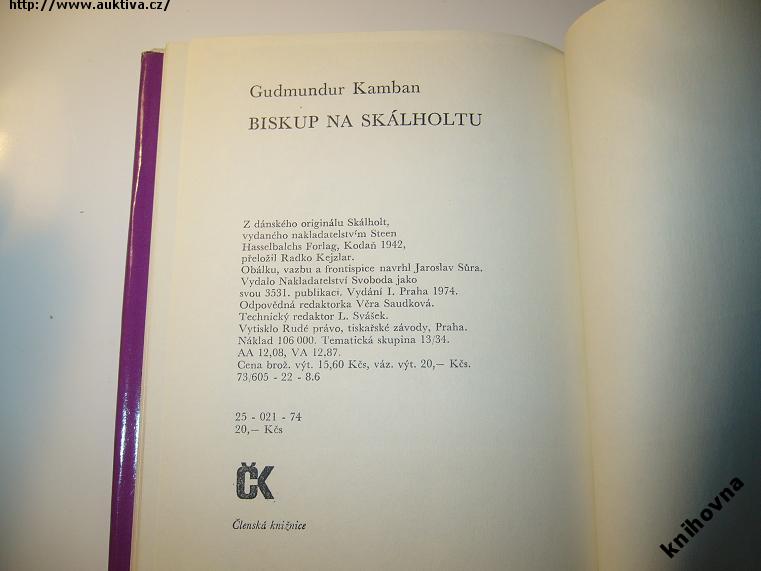 http://www.auktiva.cz/
Gudmundur Kamban
BISKUP NA SKÁLHOLTU
Z dánského originálu Skálholt,
vydaného nakladatelstvím Steen
Hasselbalchs Forlag, Kodaň 1942,
přeložil Radko Kejzlar.
Obálku, vazbu a frontispice navrhl Jaroslav Sůra.
Vydalo Nakladatelství Svoboda jako
svou 3531. publikaci. Vydání I. Praha 1974.
Odpovědná redaktorka Věra Saudková.
Technický redaktor L. Svášek.
Vytisklo Rudé právo, tiskařské závody, Praha.
Náklad 106 000. Tematická skupina 13/34.
AA 12,08, VA 12.87.
Cena brož. výt. 15,60 Kčs, váz. výt. 20,— Kčs.
73/605 - 22 - 8.6
25 - 021 - 74
20,— Kčs
ČK
Členská knižnice
knihovna